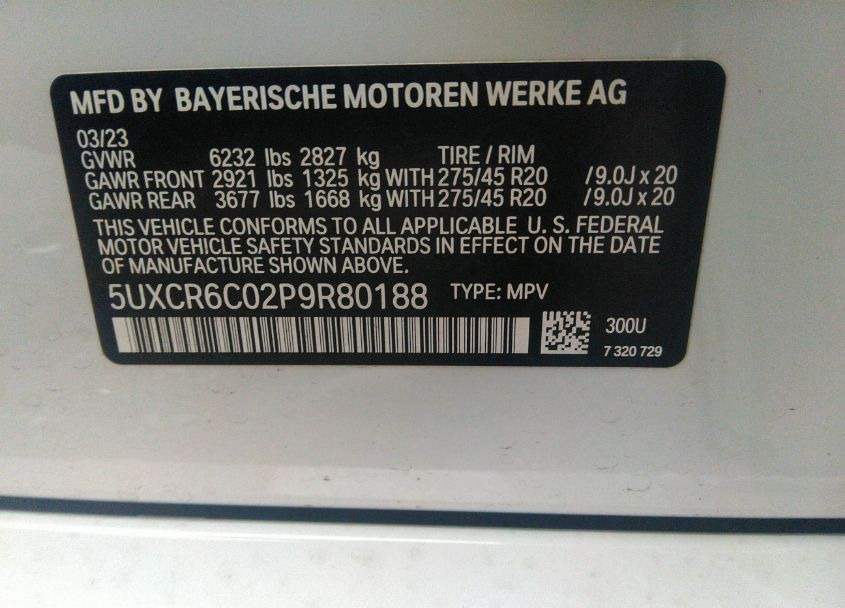 MFD BY BAYERISCHE MOTOREN WERKE AG
03/23
GVWR 6232 lbs 2827 kg TIRE / RIM
GAWR FRONT 2921 lbs 1325 kg WITH 275/45 R20 /9.0J x 20
GAWR REAR 3677 lbs 1668 kg WITH 275/45 R20 /9.0J x 20
THIS VEHICLE CONFORMS TO ALL APPLICABLE U. S. FEDERAL
MOTOR VEHICLE SAFETY STANDARDS IN EFFECT ON THE DATE
OF MANUFACTURE SHOWN ABOVE.
5UXCR6C02P9R80188 TYPE: MPV
300U
7 320 729